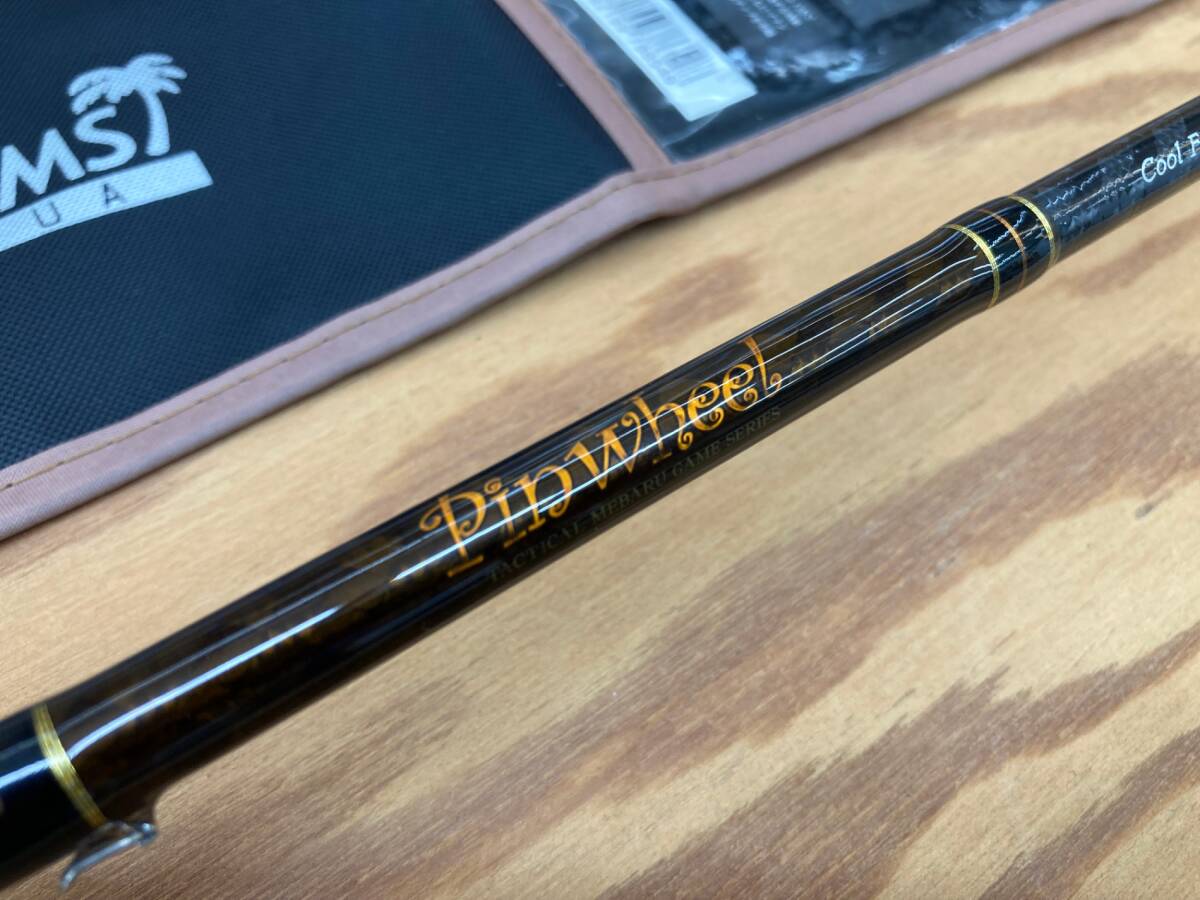 MS
U A
Cool F
Pinwheel
TACTICAL MEBARU GAME SERIES